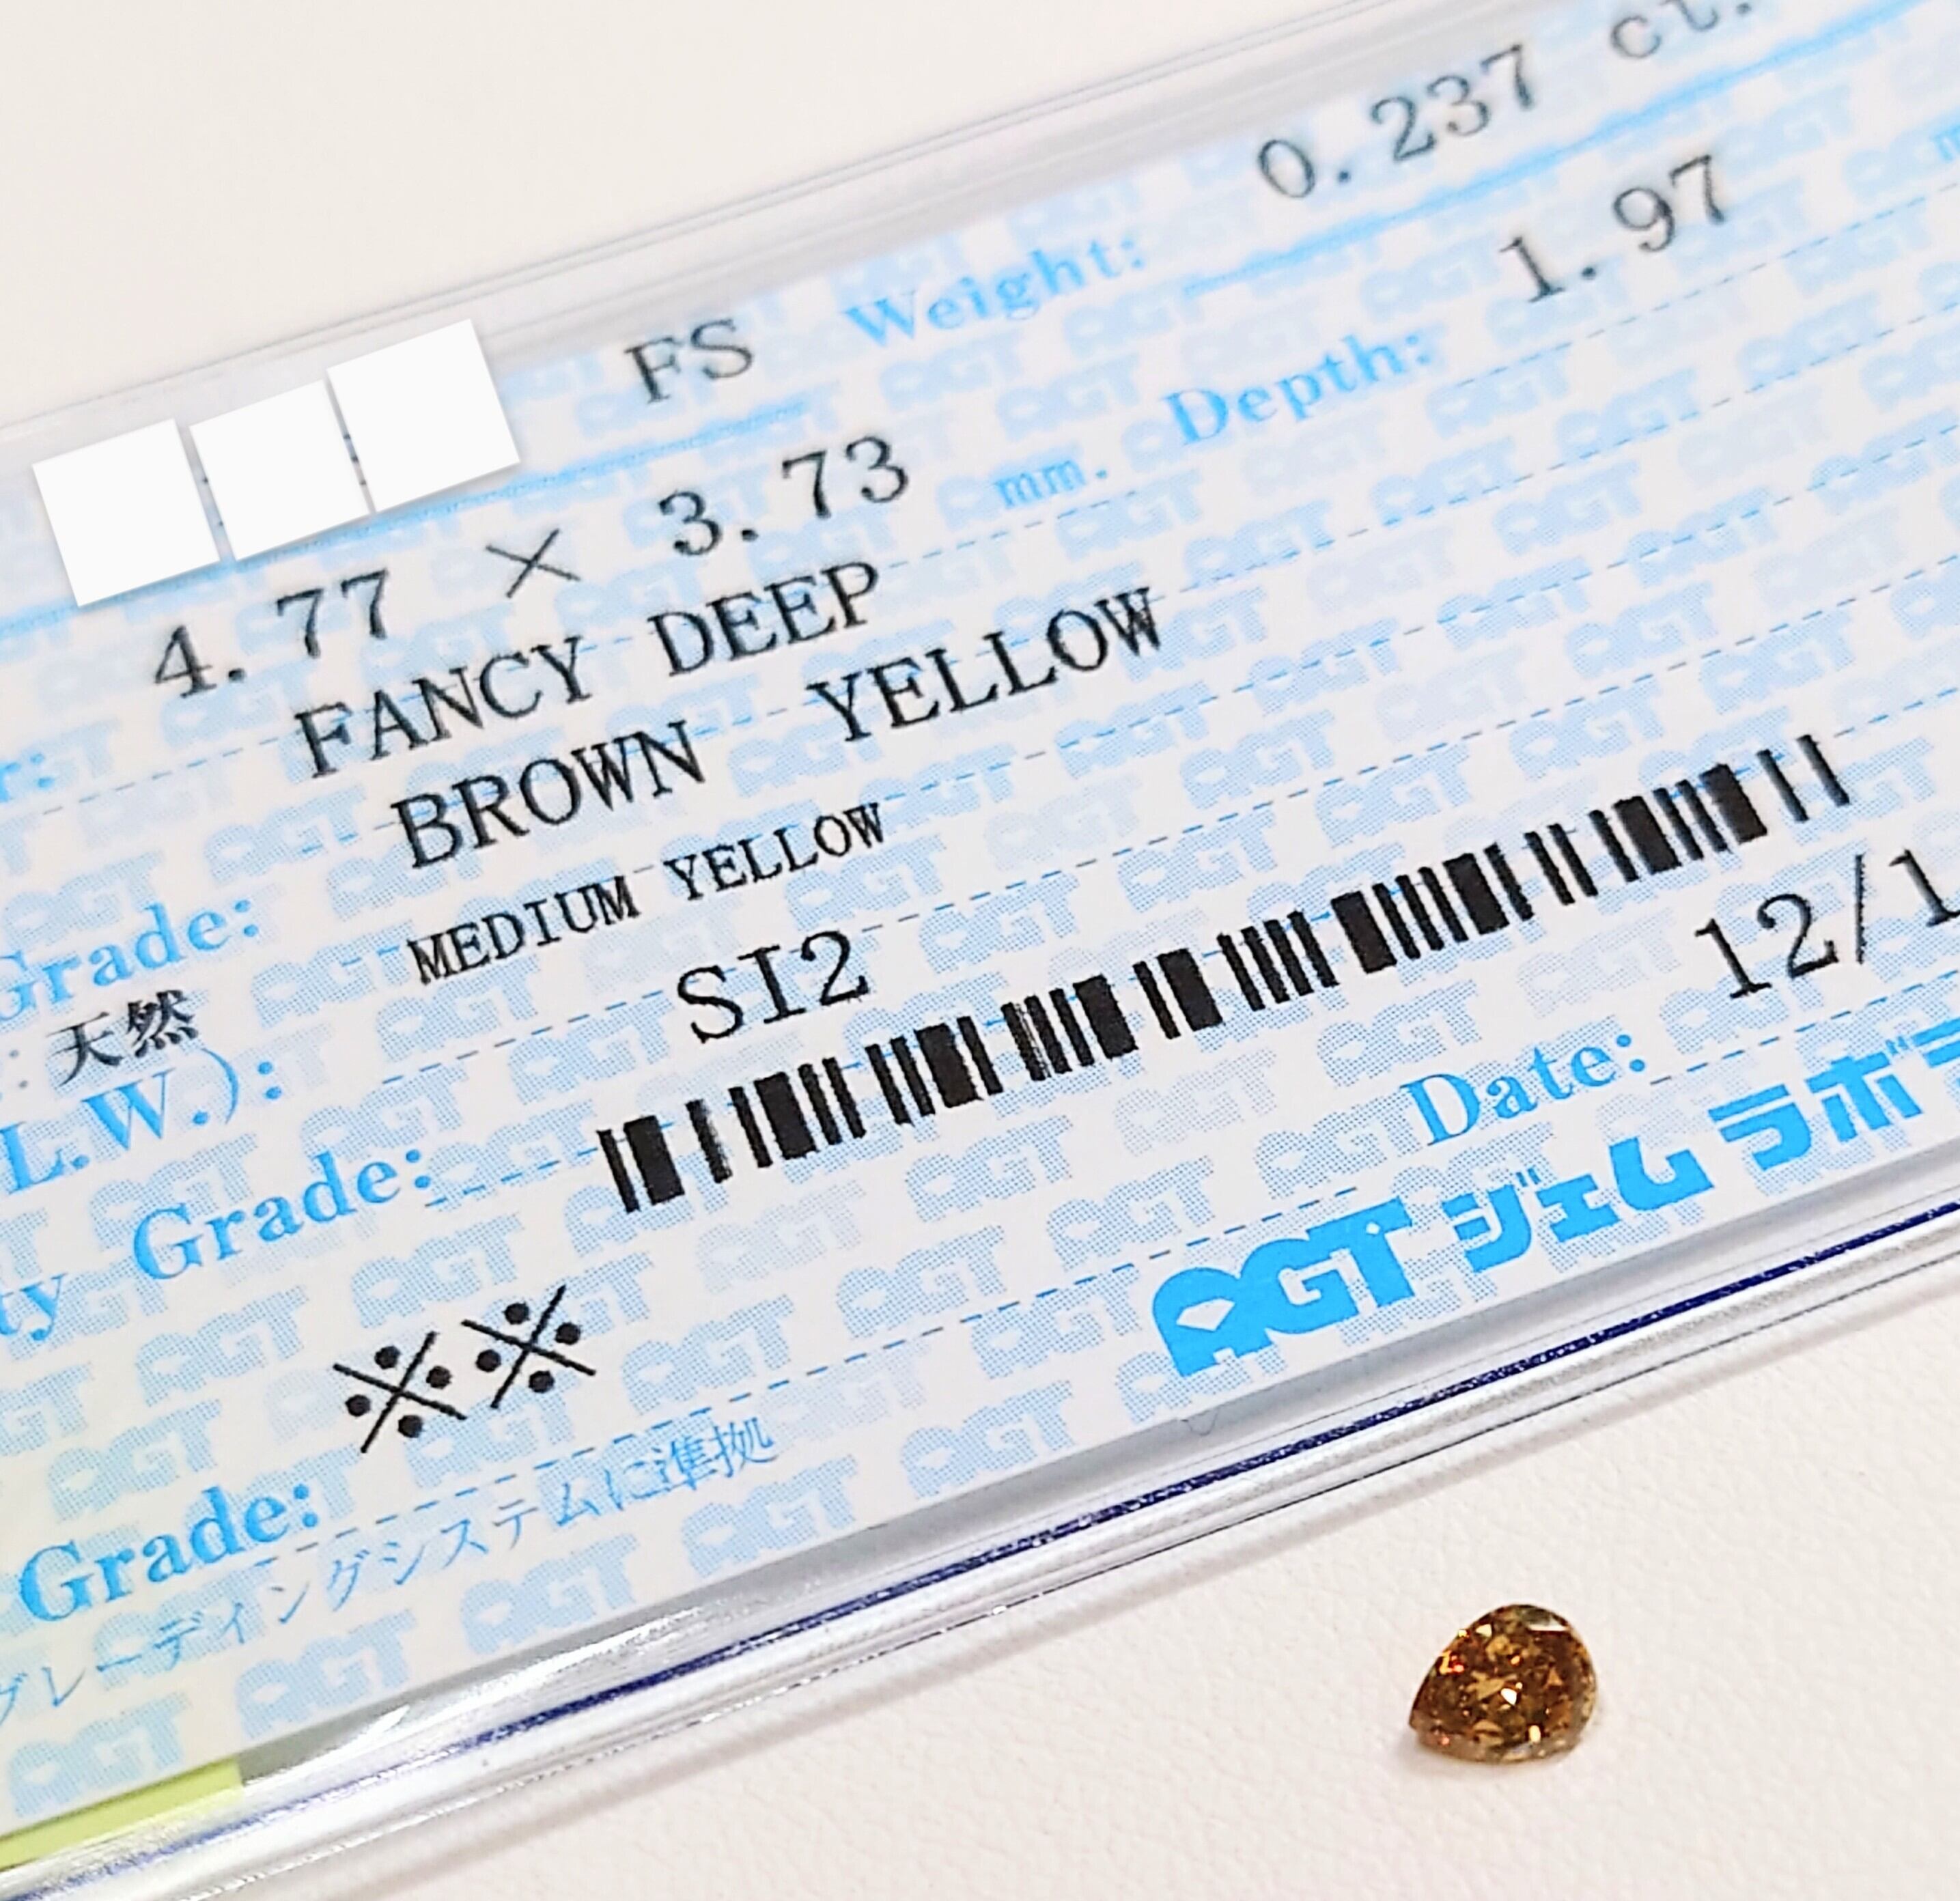 FS Weight: 0.237 ct.
4.77 × 3.73 mm. Depth: 1.97
FANCY DEEP
BROWN YELLOW
Grade:
天然 MEDIUM YELLOW
L.W.):
Grade: SI2
Date: 12/1
AGT ジェム ラボラ
Grade: ※※
グレーディングシステムに準拠